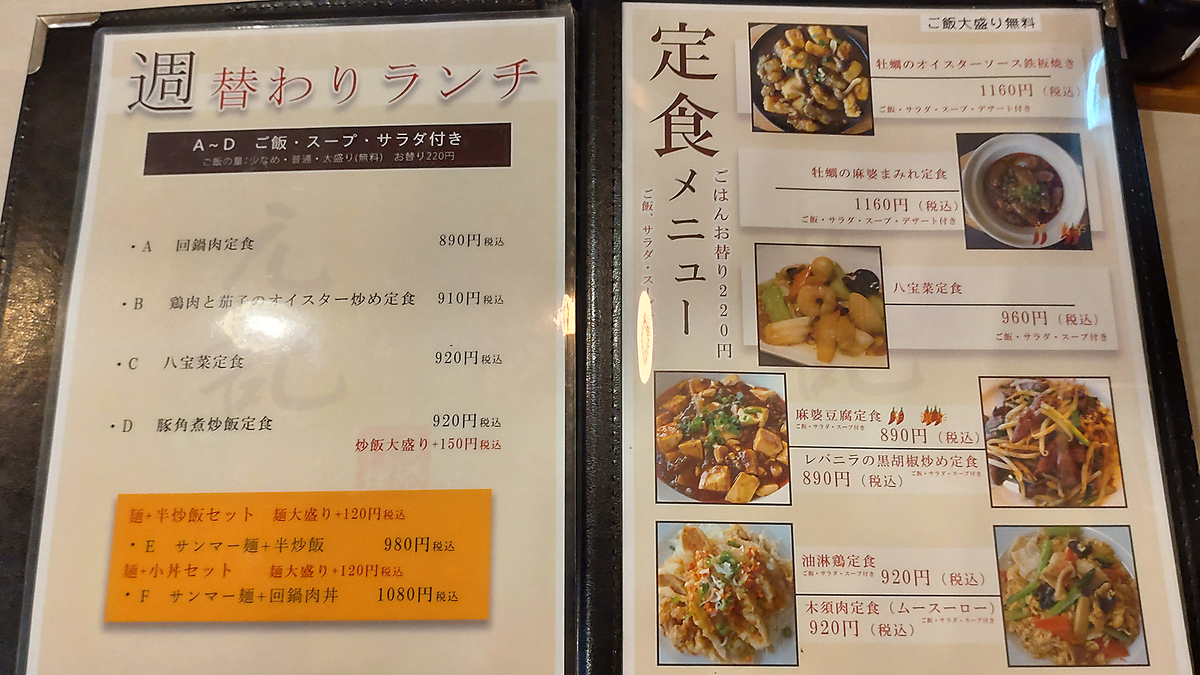 週替わりランチ
A~D ご飯・スープ・サラダ付き
ご飯の量:少なめ・普通・大盛り(無料) お替り220円
・A 回鍋肉定食 890円税込
・B 鶏肉と茄子のオイスター炒め定食 910円税込
・C 八宝菜定食 920円税込
・D 豚角煮炒飯定食 920円税込
炒飯大盛り+150円税込
麺+半炒飯セット 麺大盛り+120円税込
・E サンマー麺+半炒飯 980円税込
麺+小丼セット 麺大盛り+120円税込
・F サンマー麺+回鍋肉丼 1080円税込
定食メニュー
ごはんお替り220円
ご飯、サラダ・スー
ご飯大盛り無料
牡蠣のオイスターソース鉄板焼き
1160円(税込)
ご飯・サラダ・スープ・デザート付き
牡蠣の麻婆まみれ定食
1160円(税込)
ご飯・サラダ・スープ・デザート付き
八宝菜定食
960円(税込)
ご飯・サラダ・スープ付き
麻婆豆腐定食
ご飯・サラダ・スープ付き 890円(税込)
レバニラの黒胡椒炒め定食
ご飯・サラダ・スープ付き
890円(税込)
油淋鶏定食
ご飯・サラダ・スープ付き 920円(税込)
木須肉定食(ムースーロー)
ご飯・サラダ・スープ付き
920円(税込)